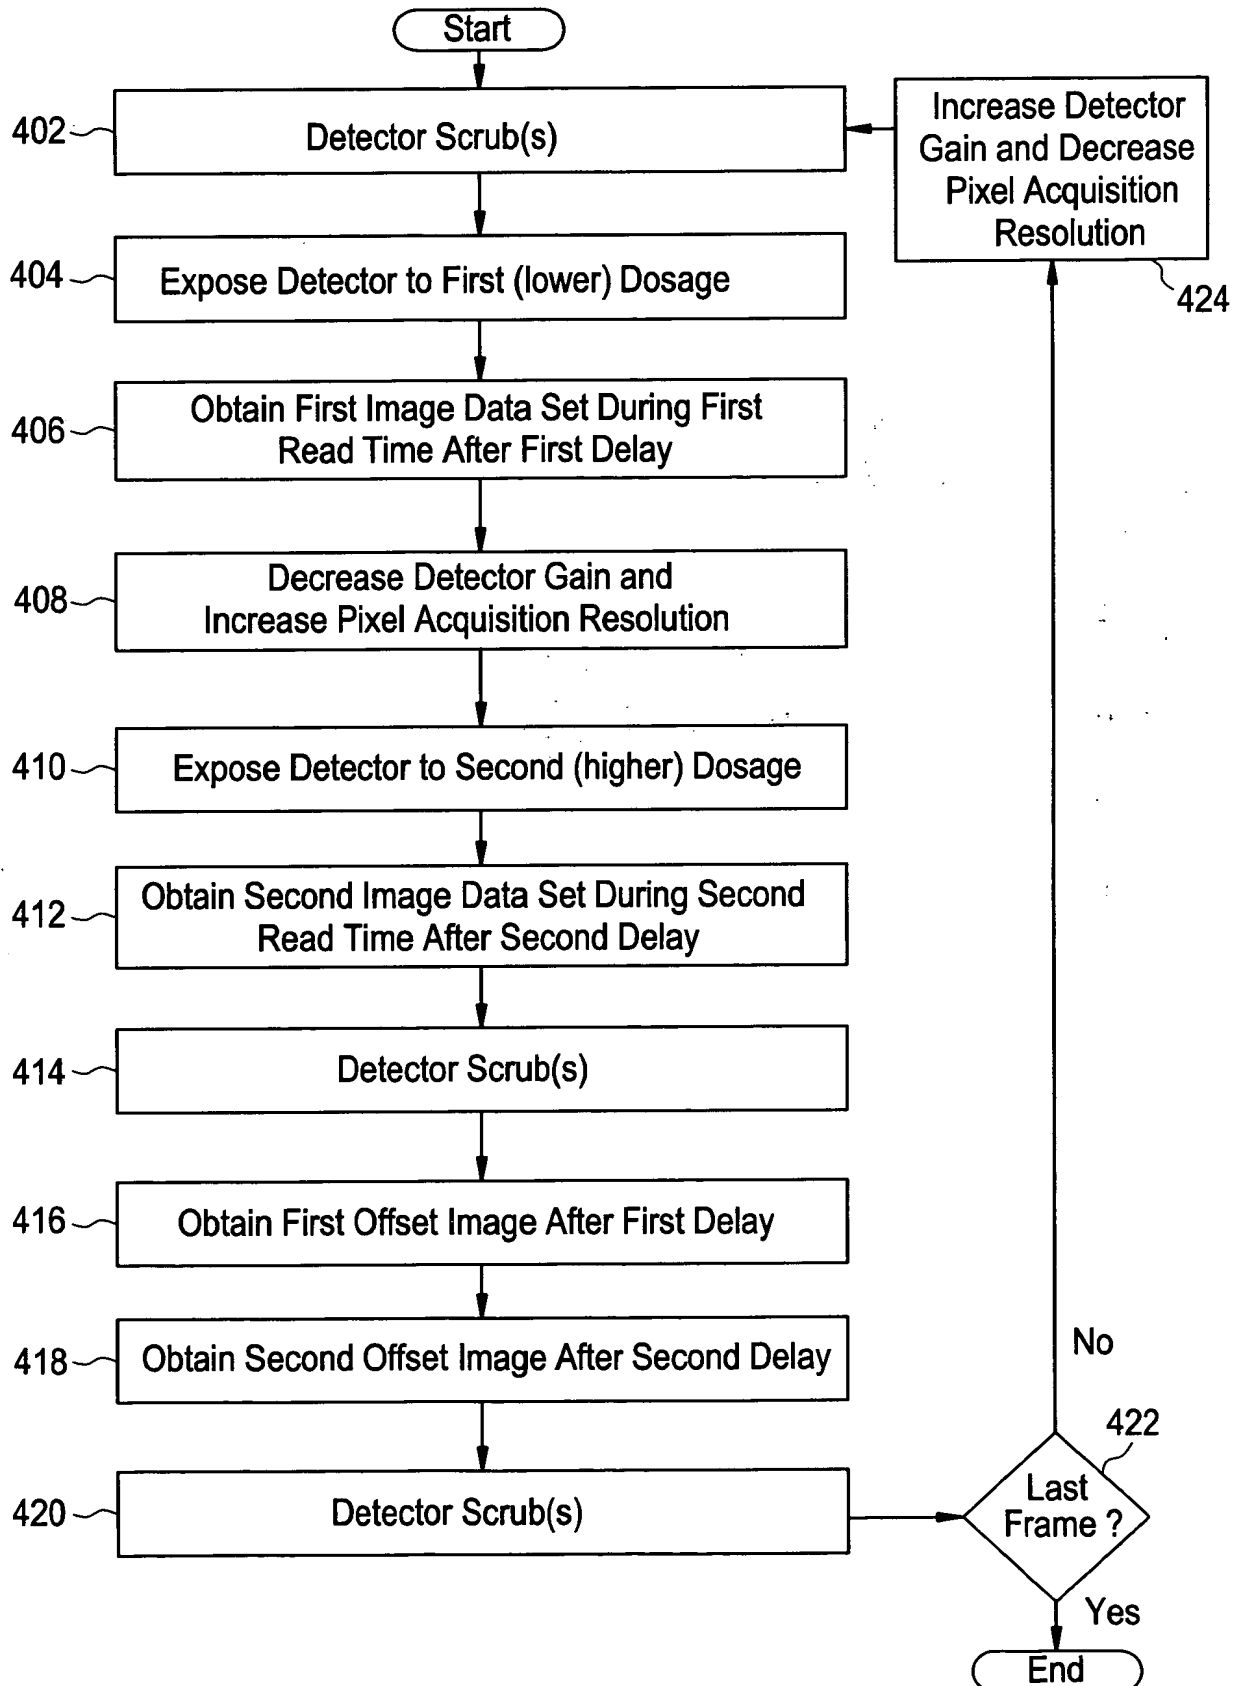 Start
402
Detector Scrub(s)
Increase Detector
Gain and Decrease
Pixel Acquisition
Resolution
424
404
Expose Detector to First (lower) Dosage
406
Obtain First Image Data Set During First
Read Time After First Delay
408
Decrease Detector Gain and
Increase Pixel Acquisition Resolution
410
Expose Detector to Second (higher) Dosage
412
Obtain Second Image Data Set During Second
Read Time After Second Delay
414
Detector Scrub(s)
416
Obtain First Offset Image After First Delay
418
Obtain Second Offset Image After Second Delay
No
422
420
Detector Scrub(s)
Last
Frame ?
Yes
End